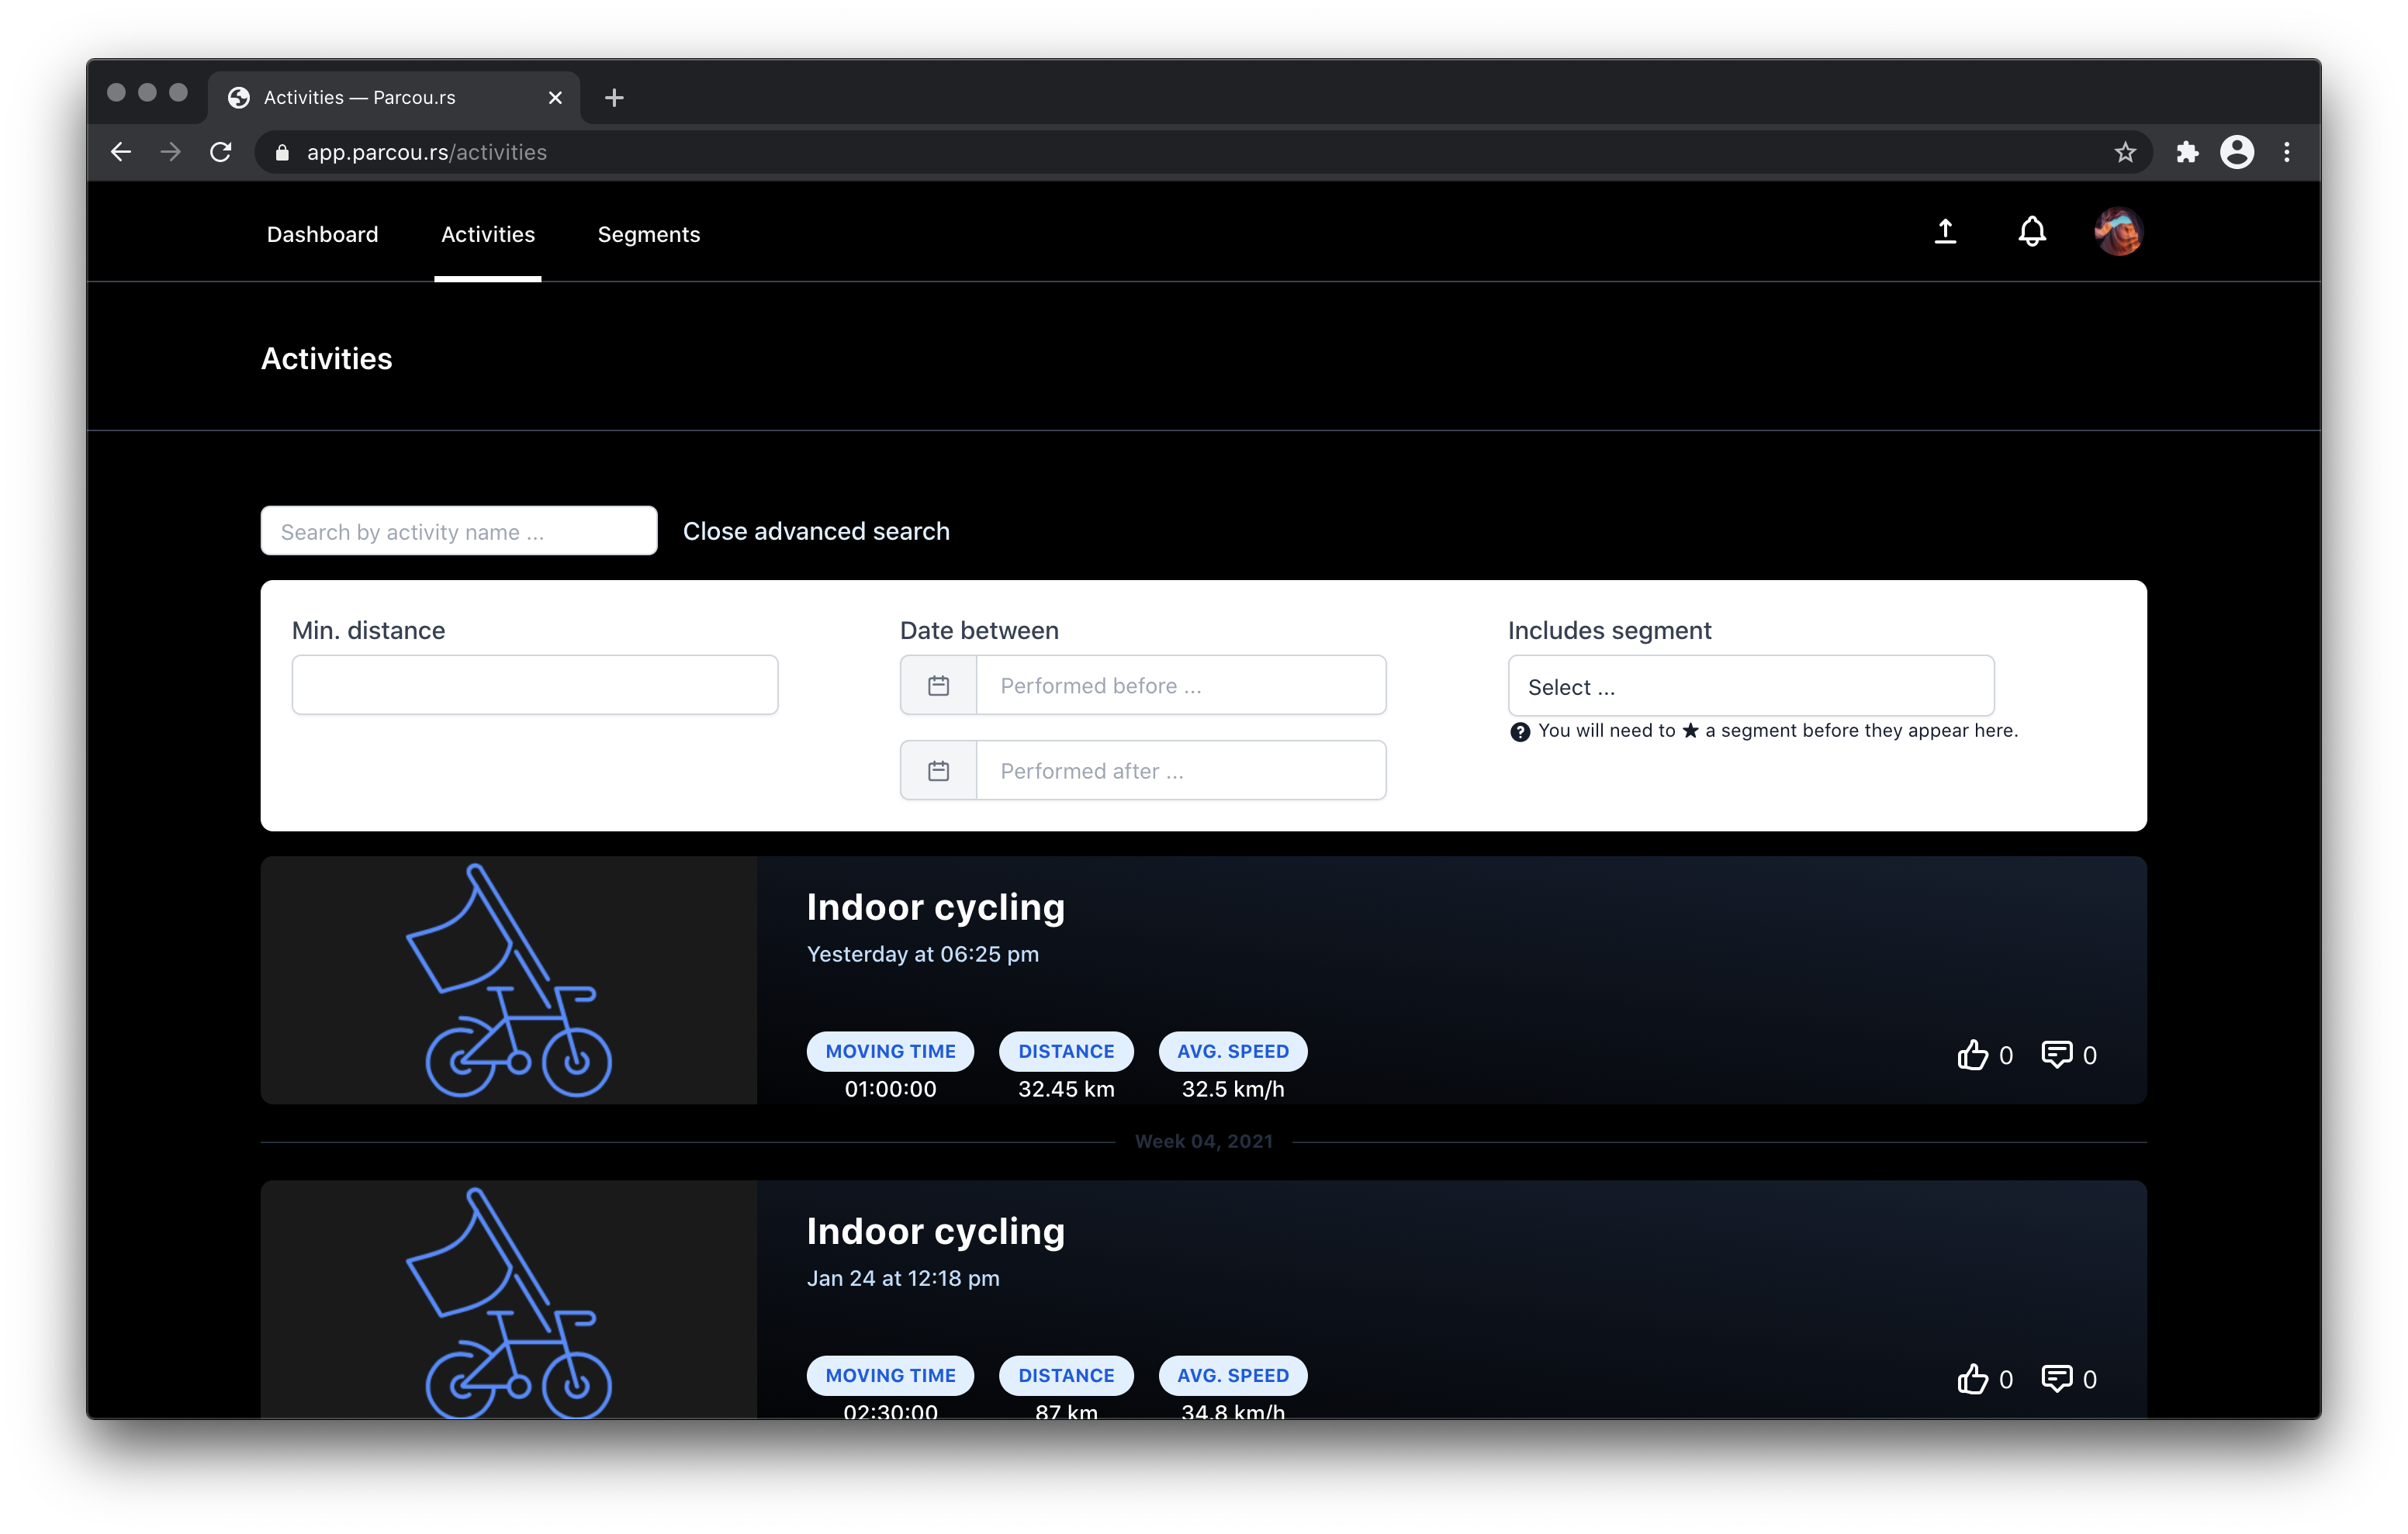 Activities — Parcou.rs
app.parcou.rs/activities
Dashboard Activities Segments
Activities
Search by activity name ... Close advanced search
Min. distance Date between Includes segment
Performed before ... Select ...
You will need to ★ a segment before they appear here.
Performed after ...
Indoor cycling
Yesterday at 06:25 pm
MOVING TIME DISTANCE AVG. SPEED
0 0
01:00:00 32.45 km 32.5 km/h
Week 04, 2021
Indoor cycling
Jan 24 at 12:18 pm
MOVING TIME DISTANCE AVG. SPEED
0 0
02:30:00 87 km 34.8 km/h